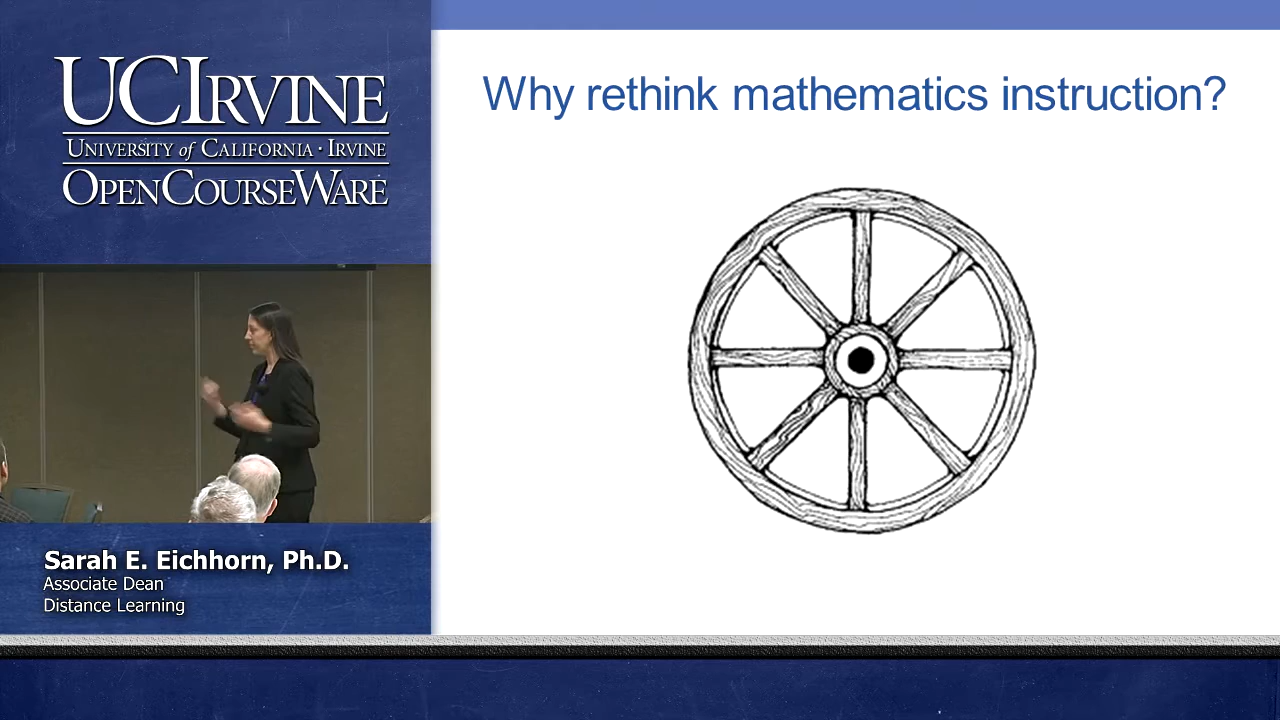 UCIRVINE
UNIVERSITY of CALIFORNIA · IRVINE
OPENCOURSEWARE
Why rethink mathematics instruction?
Sarah E. Eichhorn, Ph.D.
Associate Dean
Distance Learning